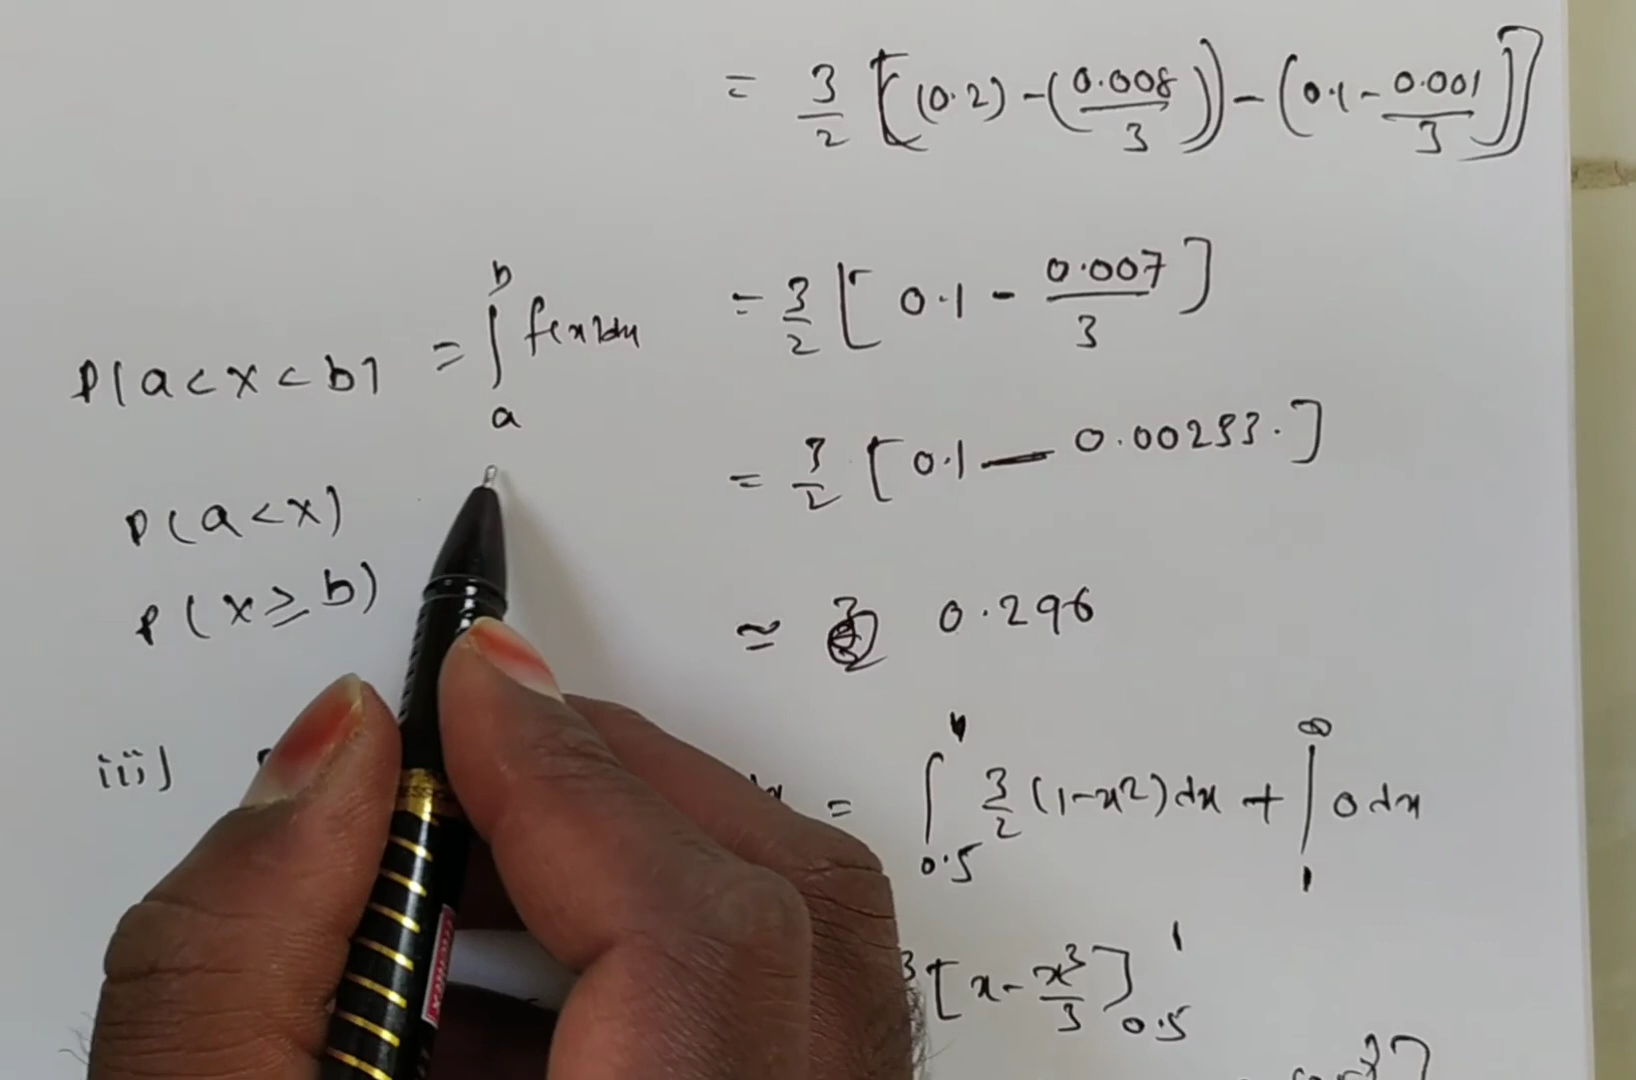 = 3/2 [((0.2) - (0.008/3)) - (0.1 - 0.001/3)]
P(a < x < b) = ∫_a^b f(x)dx
= 3/2 [0.1 - 0.007/3]
= 3/2 [0.1 - 0.00233.]
P(a < x)
P(x ≥ b)
≃ 0.296
iii)
= ∫_0.5^1 3/2 (1-x2)dx + ∫_1^∞ 0 dx
3 [x - x³/3]_0.5^1